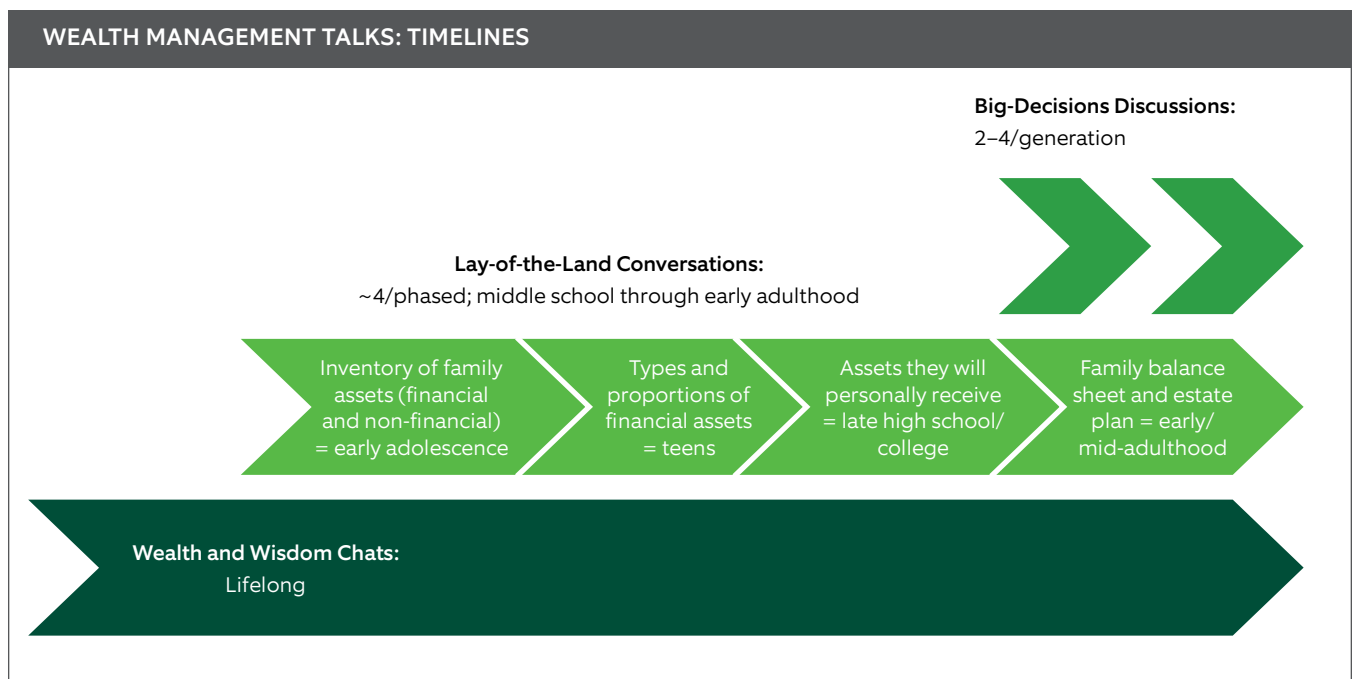 WEALTH MANAGEMENT TALKS: TIMELINES
Big-Decisions Discussions:
2–4/generation
Lay-of-the-Land Conversations:
~4/phased; middle school through early adulthood
Inventory of family
assets (financial
and non-financial)
= early adolescence
Types and
proportions of
financial assets
= teens
Assets they will
personally receive
= late high school/
college
Family balance
sheet and estate
plan = early/
mid-adulthood
Wealth and Wisdom Chats:
Lifelong